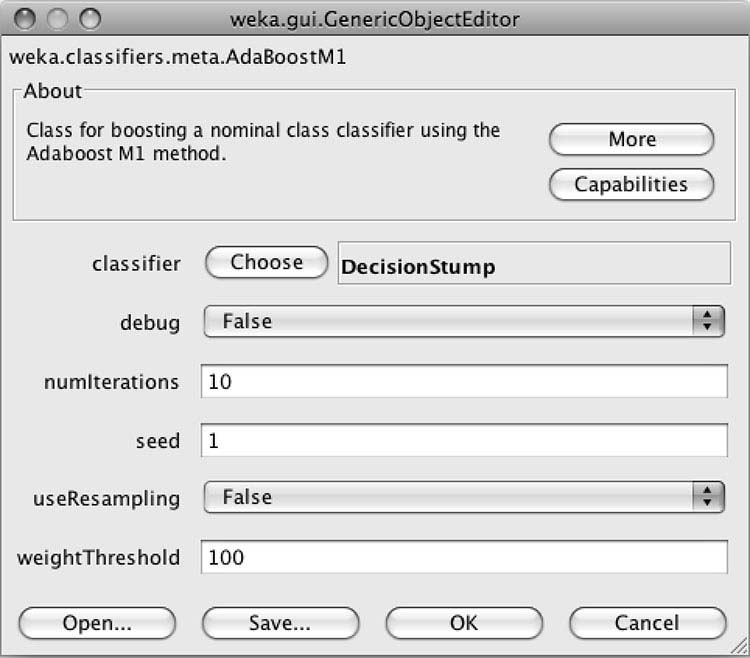 weka.gui.GenericObjectEditor
weka.classifiers.meta.AdaBoostM1
About
Class for boosting a nominal class classifier using the
Adaboost M1 method.
More
Capabilities
classifier Choose DecisionStump
debug False
numIterations 10
seed 1
useResampling False
weightThreshold 100
Open... Save... OK Cancel